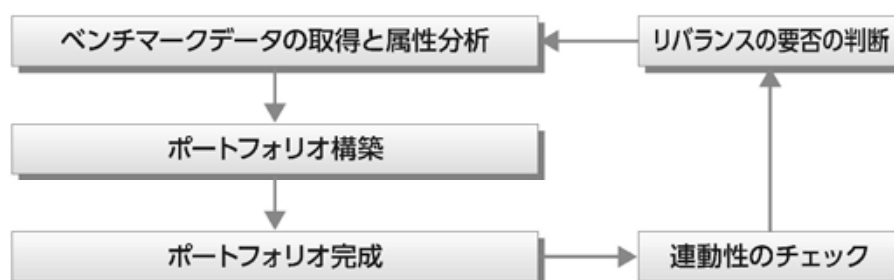 ベンチマークデータの取得と属性分析
リバランスの要否の判断
ポートフォリオ構築
ポートフォリオ完成
連動性のチェック